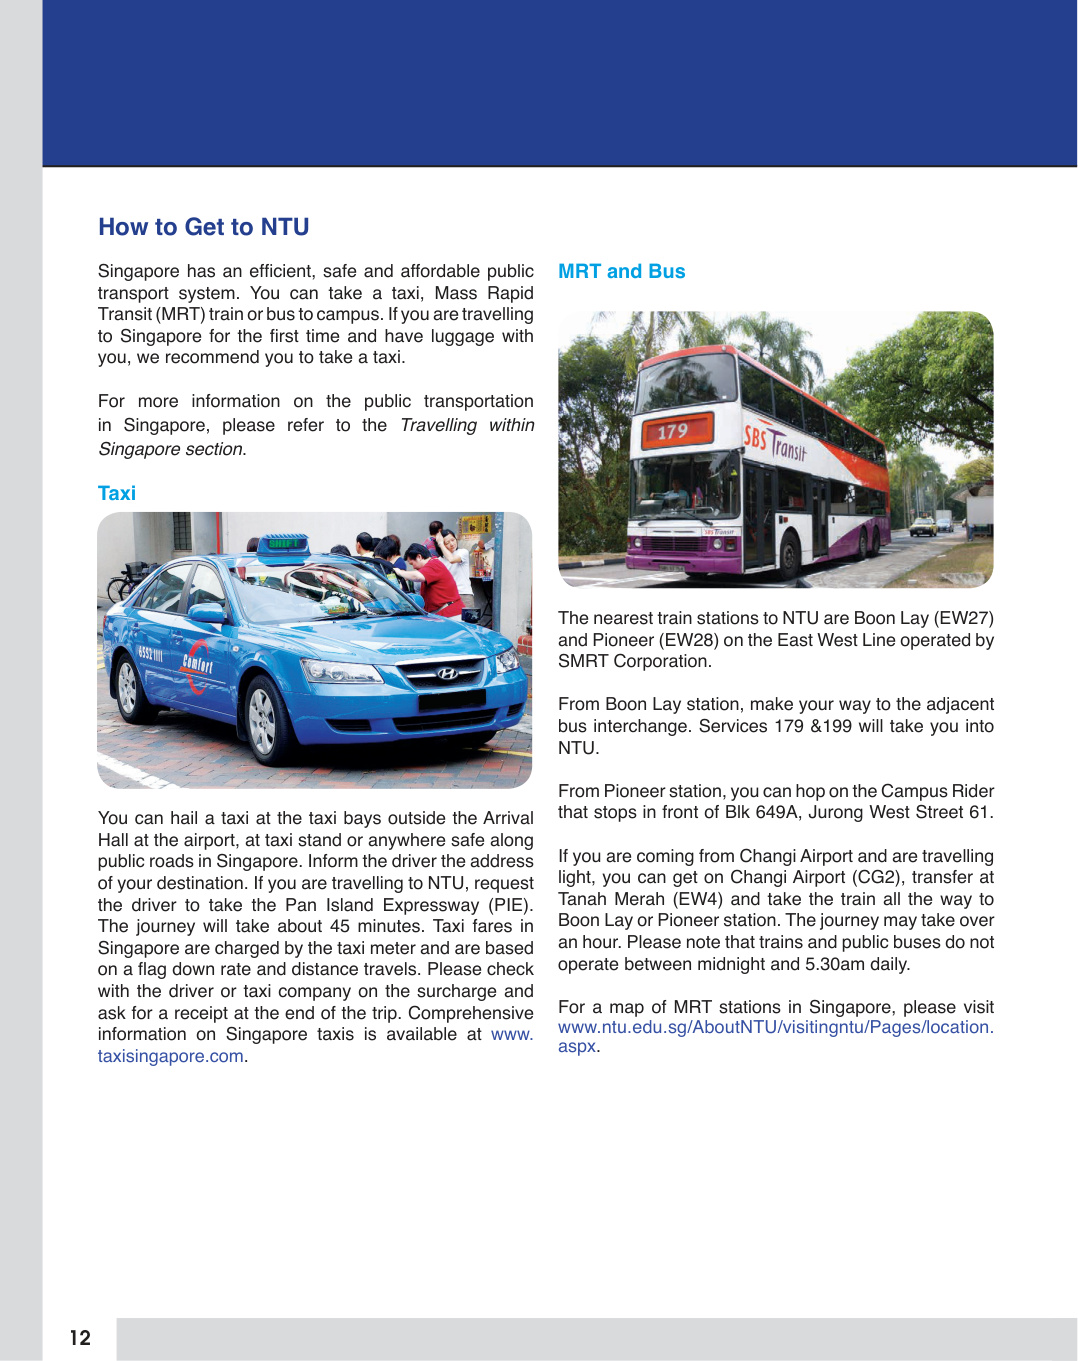 How to Get to NTU
Singapore has an efficient, safe and affordable public
transport system. You can take a taxi, Mass Rapid
Transit (MRT) train or bus to campus. If you are travelling
to Singapore for the first time and have luggage with
you, we recommend you to take a taxi.
For more information on the public transportation
in Singapore, please refer to the Travelling within
Singapore section.
Taxi
6552 1111
Comfort
You can hail a taxi at the taxi bays outside the Arrival
Hall at the airport, at taxi stand or anywhere safe along
public roads in Singapore. Inform the driver the address
of your destination. If you are travelling to NTU, request
the driver to take the Pan Island Expressway (PIE).
The journey will take about 45 minutes. Taxi fares in
Singapore are charged by the taxi meter and are based
on a flag down rate and distance travels. Please check
with the driver or taxi company on the surcharge and
ask for a receipt at the end of the trip. Comprehensive
information on Singapore taxis is available at www.
taxisingapore.com.
MRT and Bus
179
SBS Transit
SBS Transit
The nearest train stations to NTU are Boon Lay (EW27)
and Pioneer (EW28) on the East West Line operated by
SMRT Corporation.
From Boon Lay station, make your way to the adjacent
bus interchange. Services 179 &199 will take you into
NTU.
From Pioneer station, you can hop on the Campus Rider
that stops in front of Blk 649A, Jurong West Street 61.
If you are coming from Changi Airport and are travelling
light, you can get on Changi Airport (CG2), transfer at
Tanah Merah (EW4) and take the train all the way to
Boon Lay or Pioneer station. The journey may take over
an hour. Please note that trains and public buses do not
operate between midnight and 5.30am daily.
For a map of MRT stations in Singapore, please visit
www.ntu.edu.sg/AboutNTU/visitingntu/Pages/location.
aspx.
12